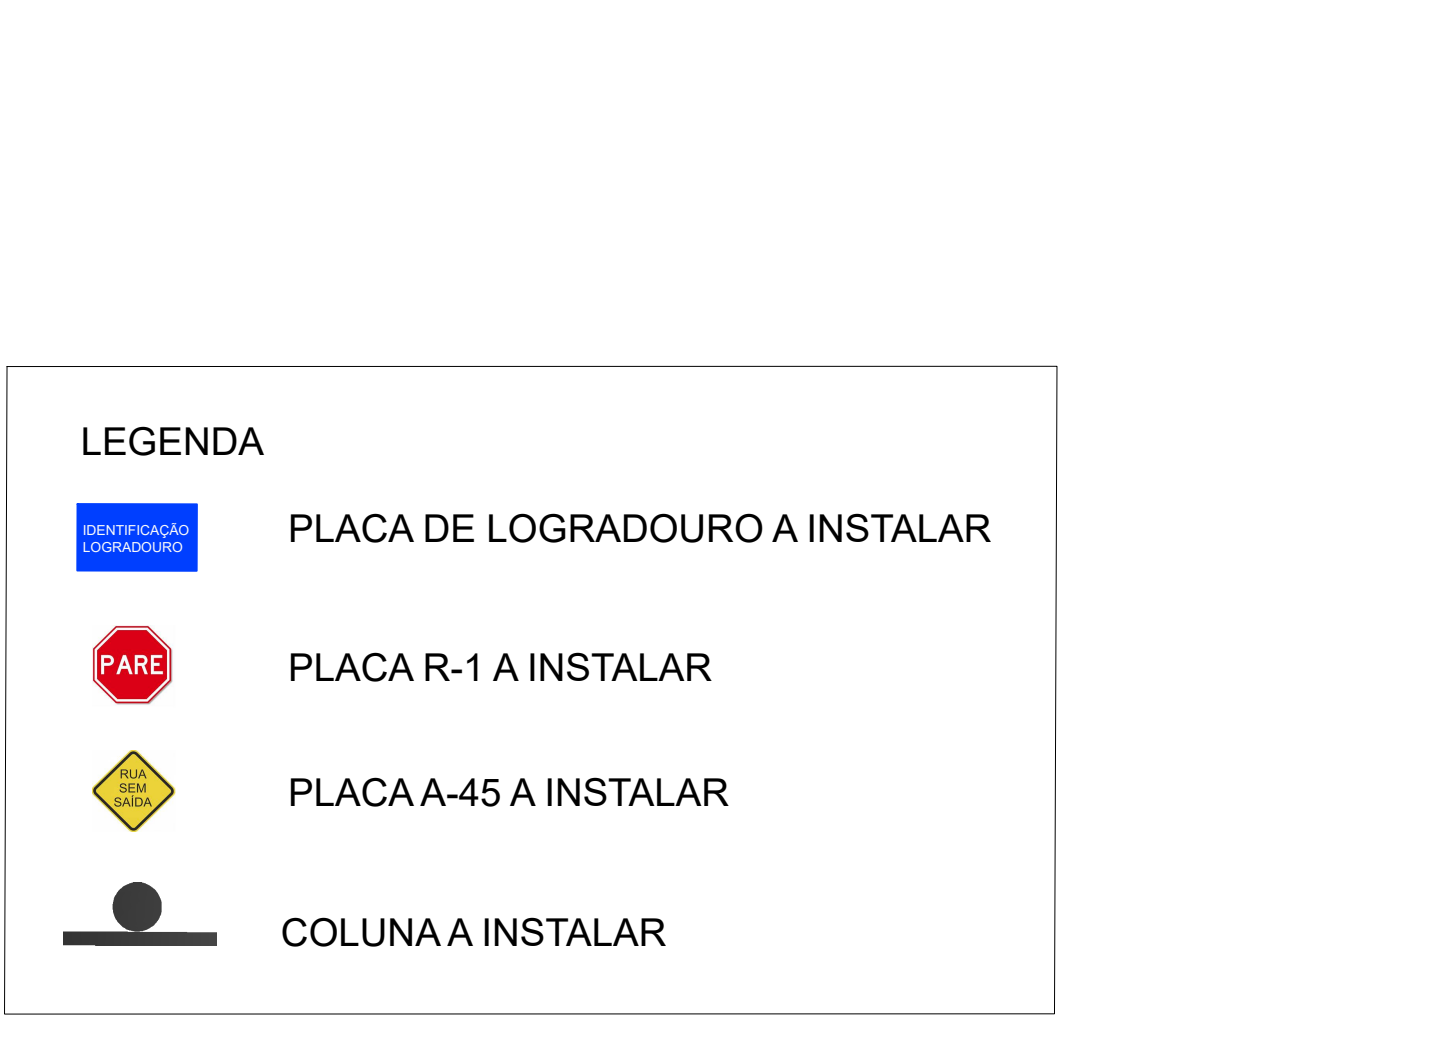 LEGENDA
IDENTIFICAÇÃO
LOGRADOURO
PLACA DE LOGRADOURO A INSTALAR
PARE
PLACA R-1 A INSTALAR
RUA
SEM
SAÍDA
PLACA A-45 A INSTALAR
COLUNA A INSTALAR